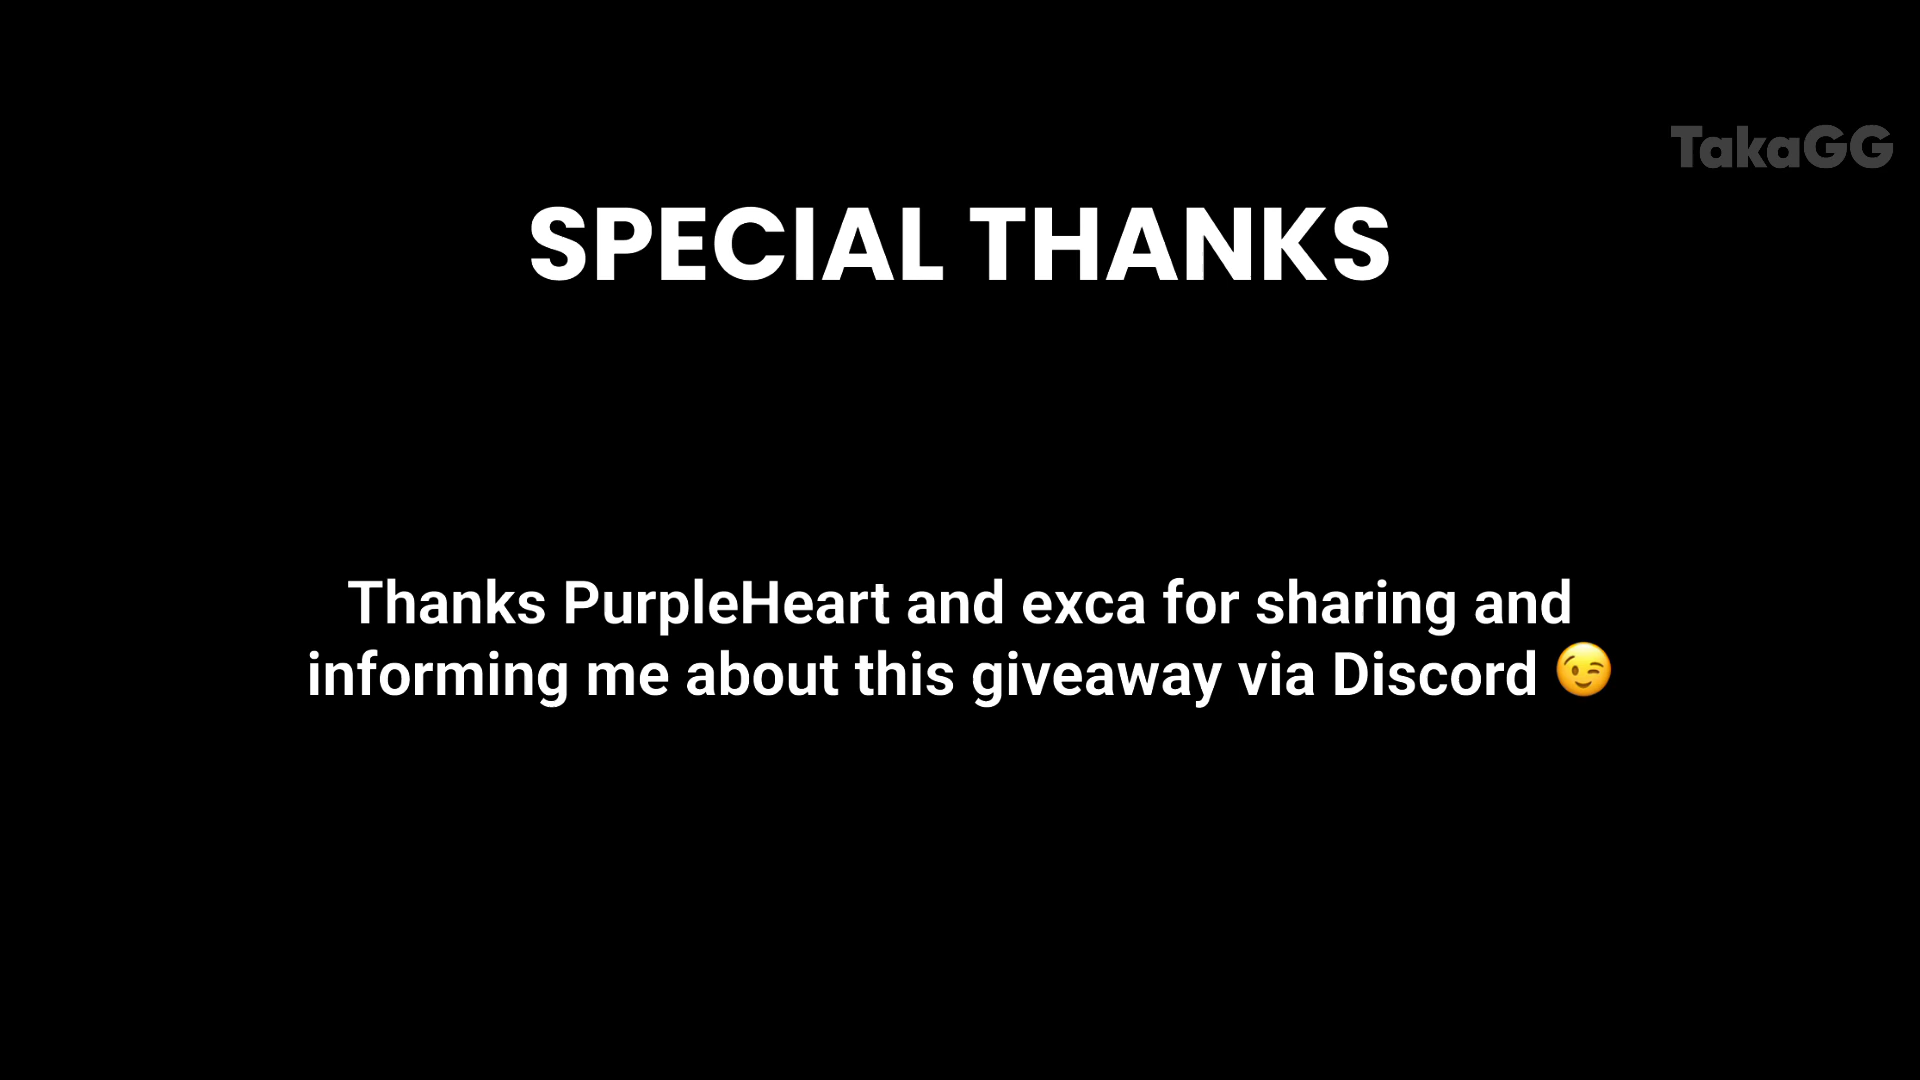 TakaGG
SPECIAL THANKS
Thanks PurpleHeart and exca for sharing and
informing me about this giveaway via Discord 😉